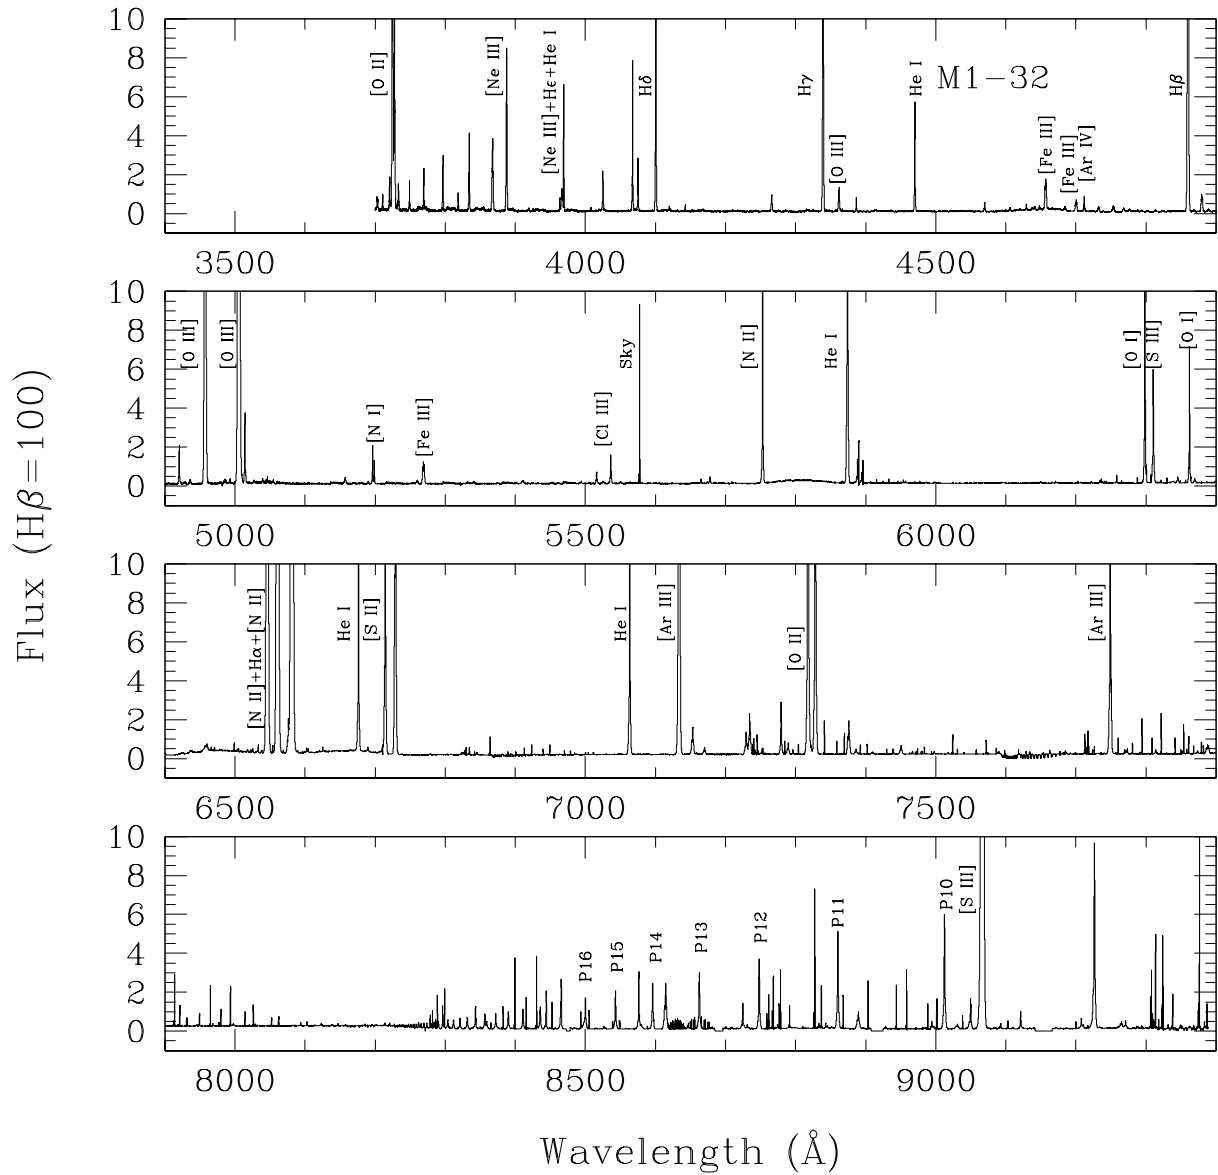 Flux (Hβ=100)
M1-32
[O II]
[Ne III]
[Ne III]+Hϵ+He I
Hδ
Hγ
[O III]
He I
[Fe III]
[Fe III]
[Ar IV]
Hβ
10
8
6
4
2
0
3500 4000 4500
[O III]
[O III]
[N I]
[Fe III]
[Cl III]
Sky
[N II]
He I
[O I]
[S III]
[O I]
10
8
6
4
2
0
5000 5500 6000
[N II]+Hα+[N II]
He I
[S II]
He I
[Ar III]
[O II]
[Ar III]
10
8
6
4
2
0
6500 7000 7500
P16
P15
P14
P13
P12
P11
P10
[S III]
10
8
6
4
2
0
8000 8500 9000
Wavelength (Å)